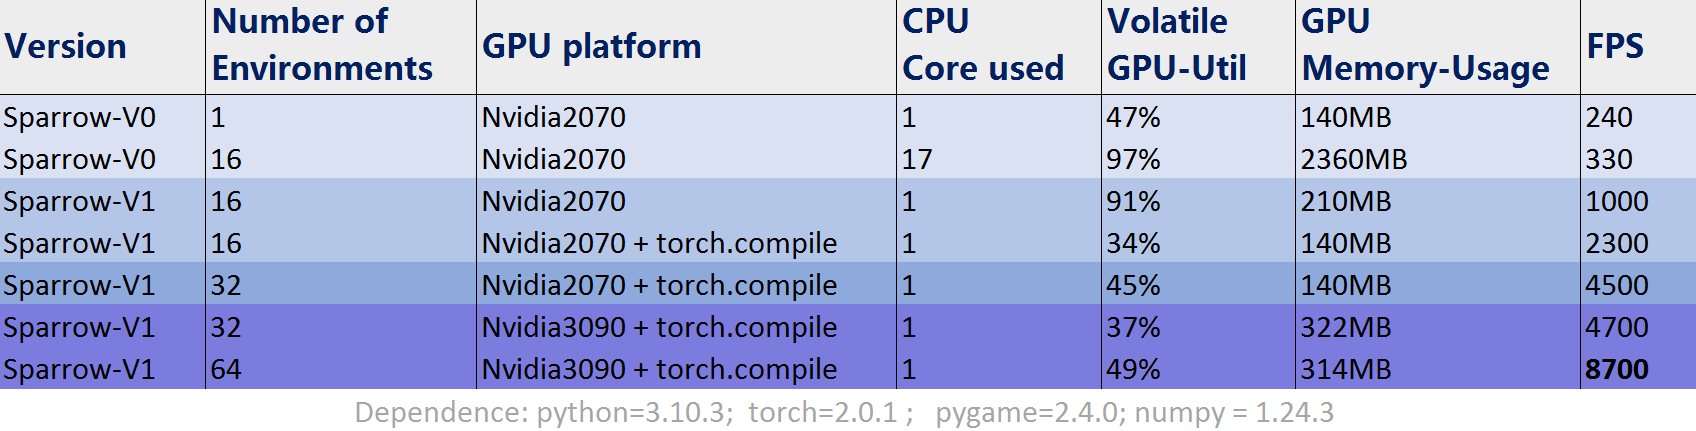 Version Number of Environments GPU platform CPU Core used Volatile GPU-Util GPU Memory-Usage FPS
Sparrow-V0 1 Nvidia2070 1 47% 140MB 240
Sparrow-V0 16 Nvidia2070 17 97% 2360MB 330
Sparrow-V1 16 Nvidia2070 1 91% 210MB 1000
Sparrow-V1 16 Nvidia2070 + torch.compile 1 34% 140MB 2300
Sparrow-V1 32 Nvidia2070 + torch.compile 1 45% 140MB 4500
Sparrow-V1 32 Nvidia3090 + torch.compile 1 37% 322MB 4700
Sparrow-V1 64 Nvidia3090 + torch.compile 1 49% 314MB 8700
Dependence: python=3.10.3; torch=2.0.1 ; pygame=2.4.0; numpy = 1.24.3